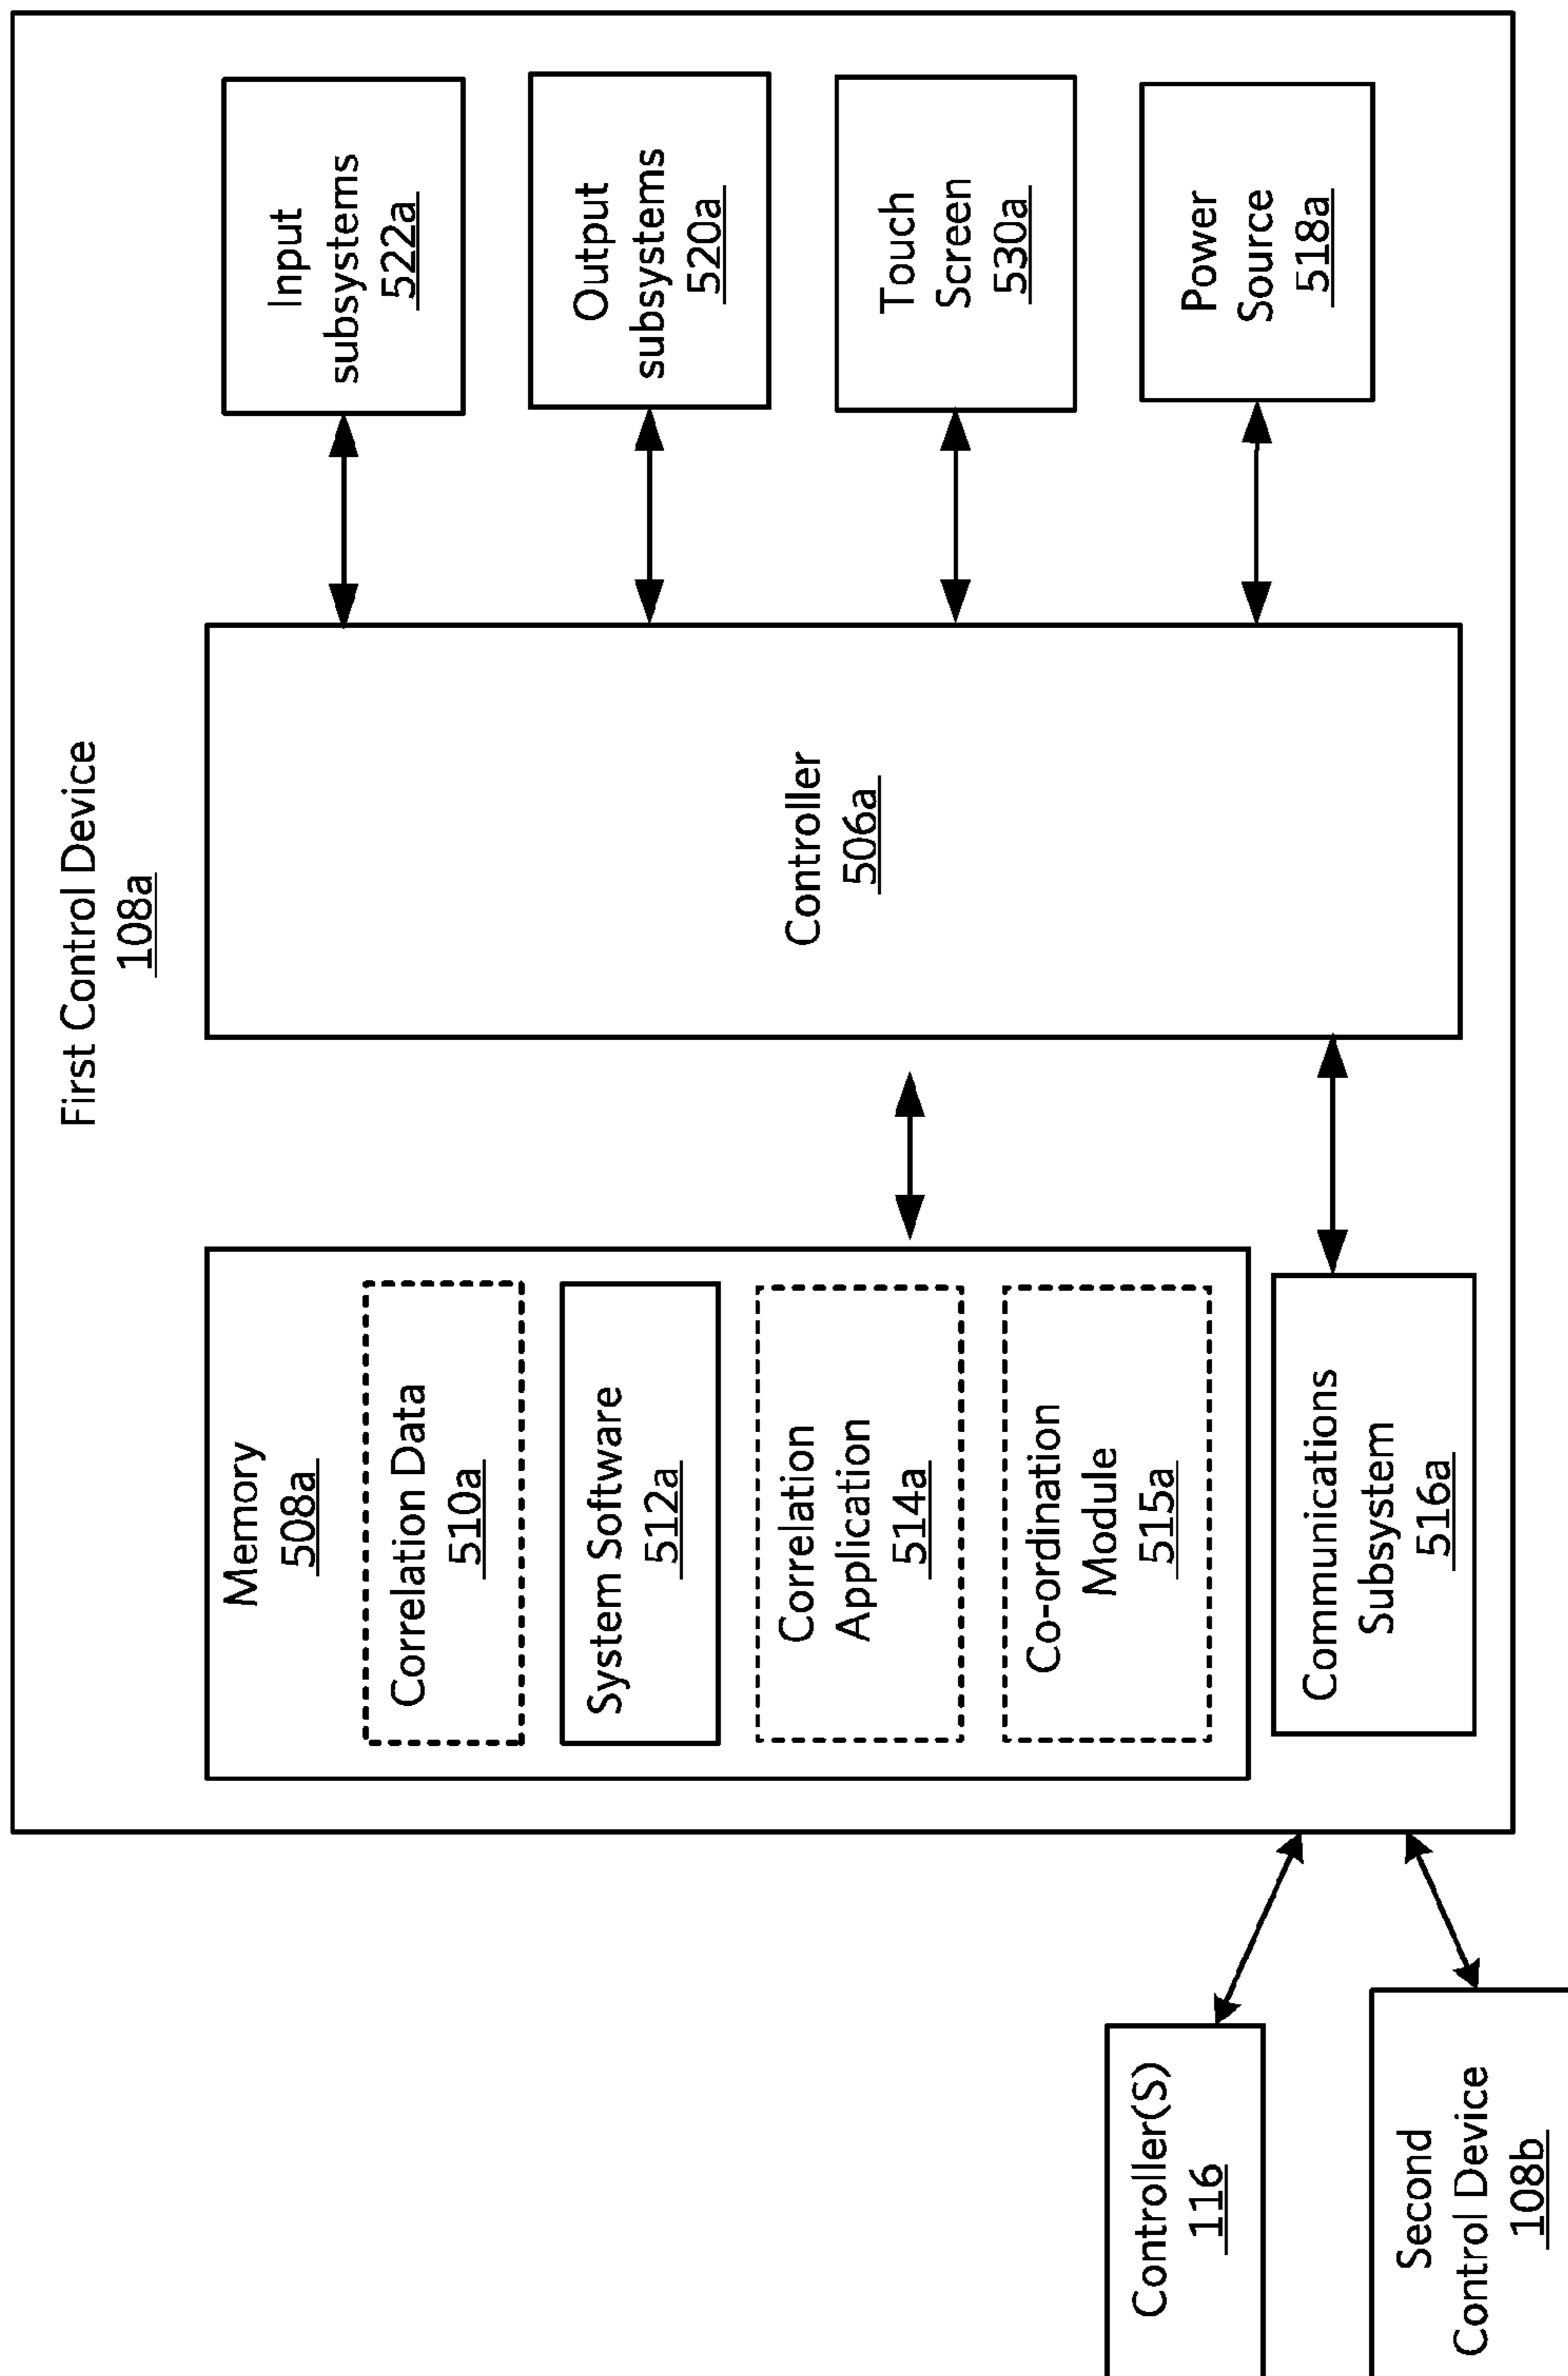 First Control Device
108a
Memory
508a
Correlation Data
510a
System Software
512a
Correlation
Application
514a
Co-ordination
Module
515a
Communications
Subsystem
516a
Controller
506a
Input
subsystems
522a
Output
subsystems
520a
Touch
Screen
530a
Power
Source
518a
Controller(S)
116
Second
Control Device
108b